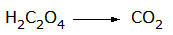 H₂C₂O₄ ⟶ CO₂